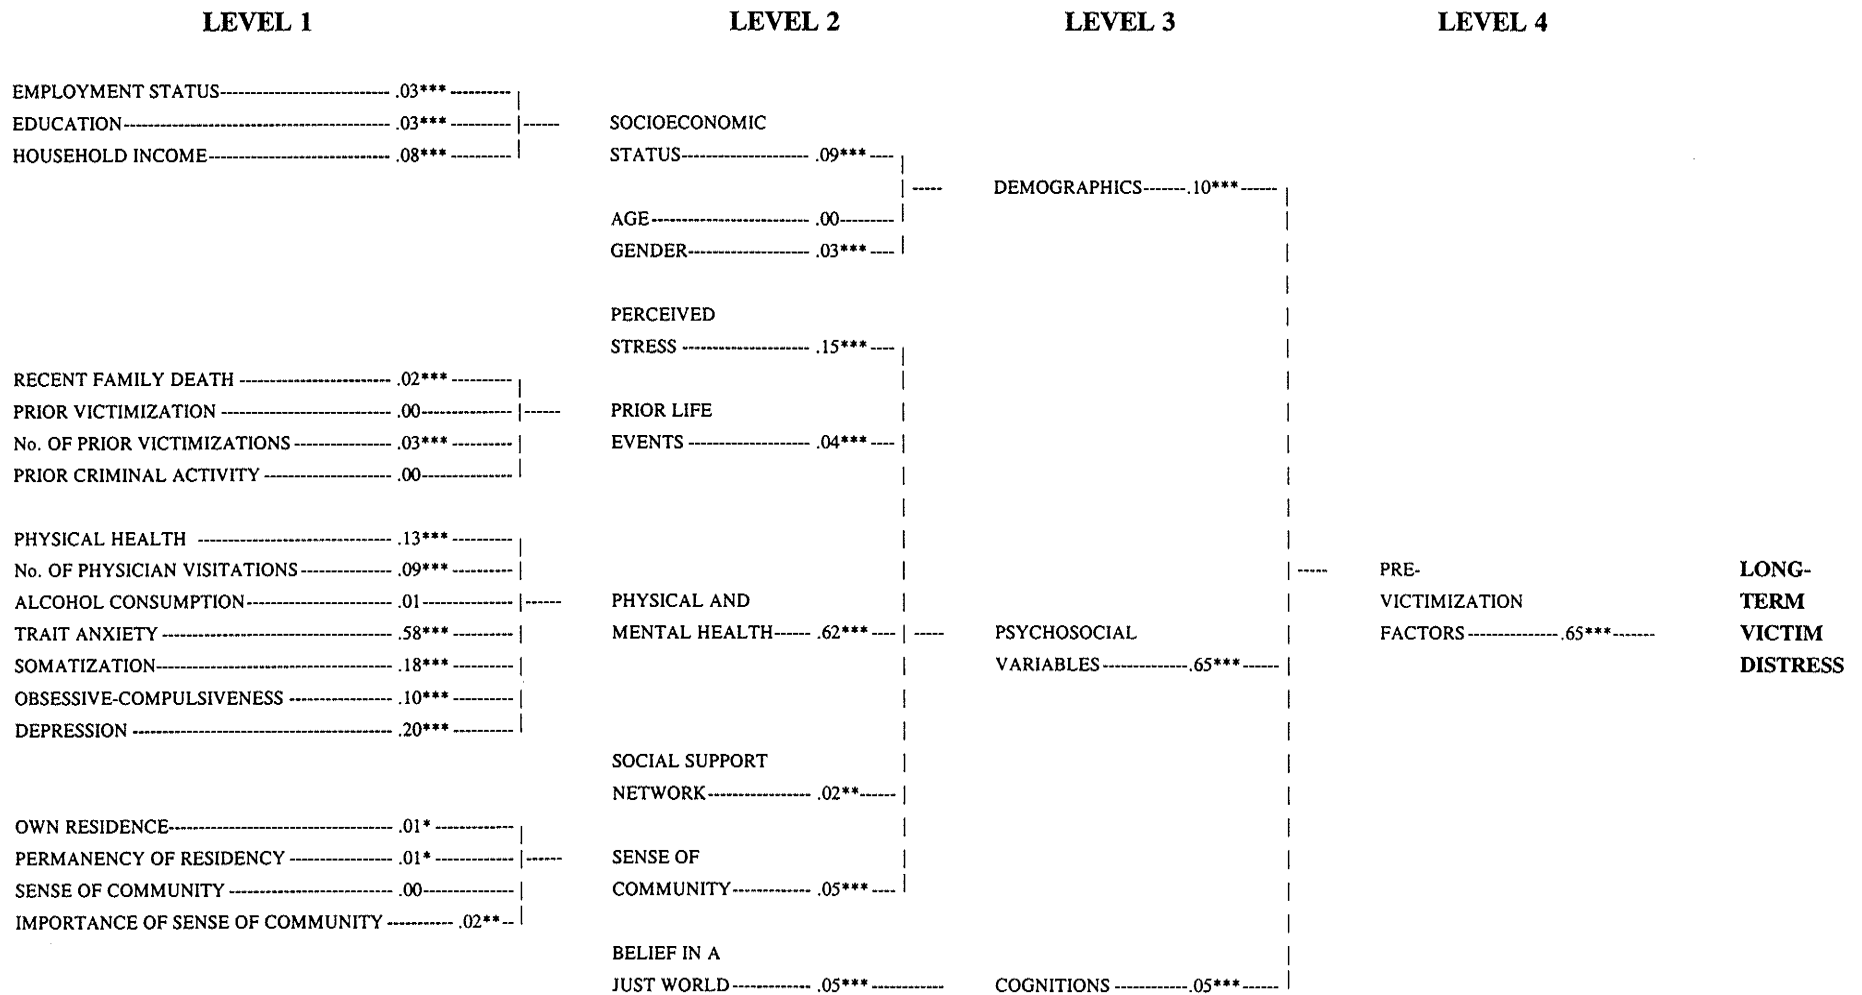 LEVEL 1 LEVEL 2 LEVEL 3 LEVEL 4
EMPLOYMENT STATUS .03***
EDUCATION .03***
HOUSEHOLD INCOME .08***
SOCIOECONOMIC
STATUS .09***
DEMOGRAPHICS .10***
AGE .00
GENDER .03***
PERCEIVED
STRESS .15***
RECENT FAMILY DEATH .02***
PRIOR VICTIMIZATION .00
No. OF PRIOR VICTIMIZATIONS .03***
PRIOR CRIMINAL ACTIVITY .00
PRIOR LIFE
EVENTS .04***
PHYSICAL HEALTH .13***
No. OF PHYSICIAN VISITATIONS .09***
ALCOHOL CONSUMPTION .01
TRAIT ANXIETY .58***
SOMATIZATION .18***
OBSESSIVE-COMPULSIVENESS .10***
DEPRESSION .20***
PHYSICAL AND
MENTAL HEALTH .62***
PSYCHOSOCIAL
VARIABLES .65***
PRE-
VICTIMIZATION
FACTORS .65***
LONG-
TERM
VICTIM
DISTRESS
SOCIAL SUPPORT
NETWORK .02**
OWN RESIDENCE .01*
PERMANENCY OF RESIDENCY .01*
SENSE OF COMMUNITY .00
IMPORTANCE OF SENSE OF COMMUNITY .02**
SENSE OF
COMMUNITY .05***
BELIEF IN A
JUST WORLD .05***
COGNITIONS .05***